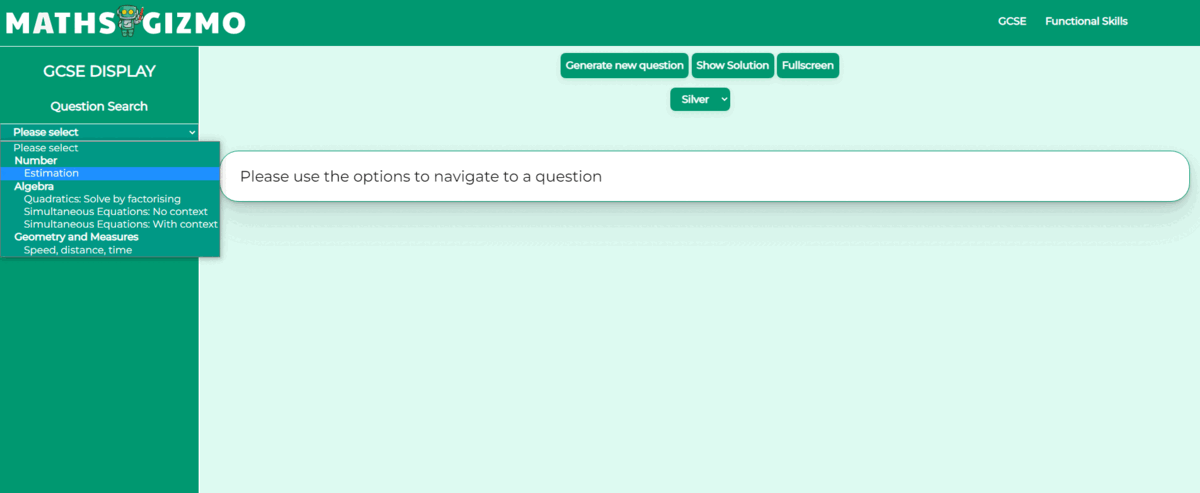 MATHS GIZMO
GCSE Functional Skills
GCSE DISPLAY
Question Search
Please select
Please select
Number
Estimation
Algebra
Quadratics: Solve by factorising
Simultaneous Equations: No context
Simultaneous Equations: With context
Geometry and Measures
Speed, distance, time
Generate new question Show Solution Fullscreen
Silver
Please use the options to navigate to a question